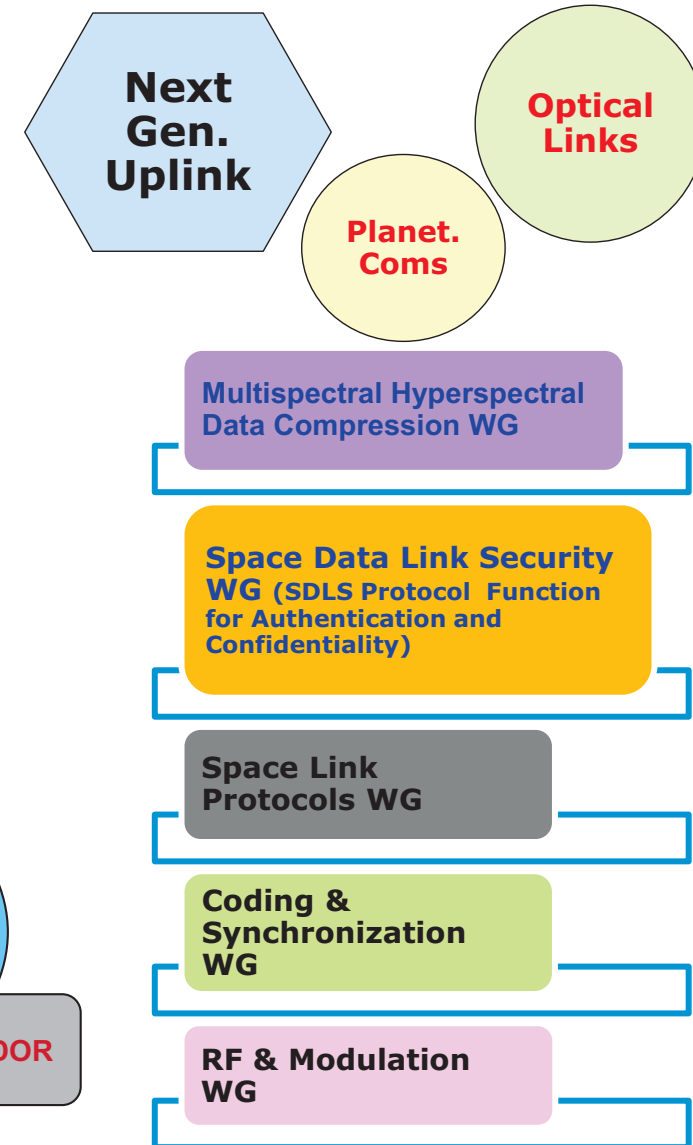 Next
Gen.
Uplink
Optical
Links
Planet.
Coms
Multispectral Hyperspectral
Data Compression WG
Space Data Link Security
WG (SDLS Protocol Function
for Authentication and
Confidentiality)
Space Link
Protocols WG
Coding &
Synchronization
WG
OOR
RF & Modulation
WG